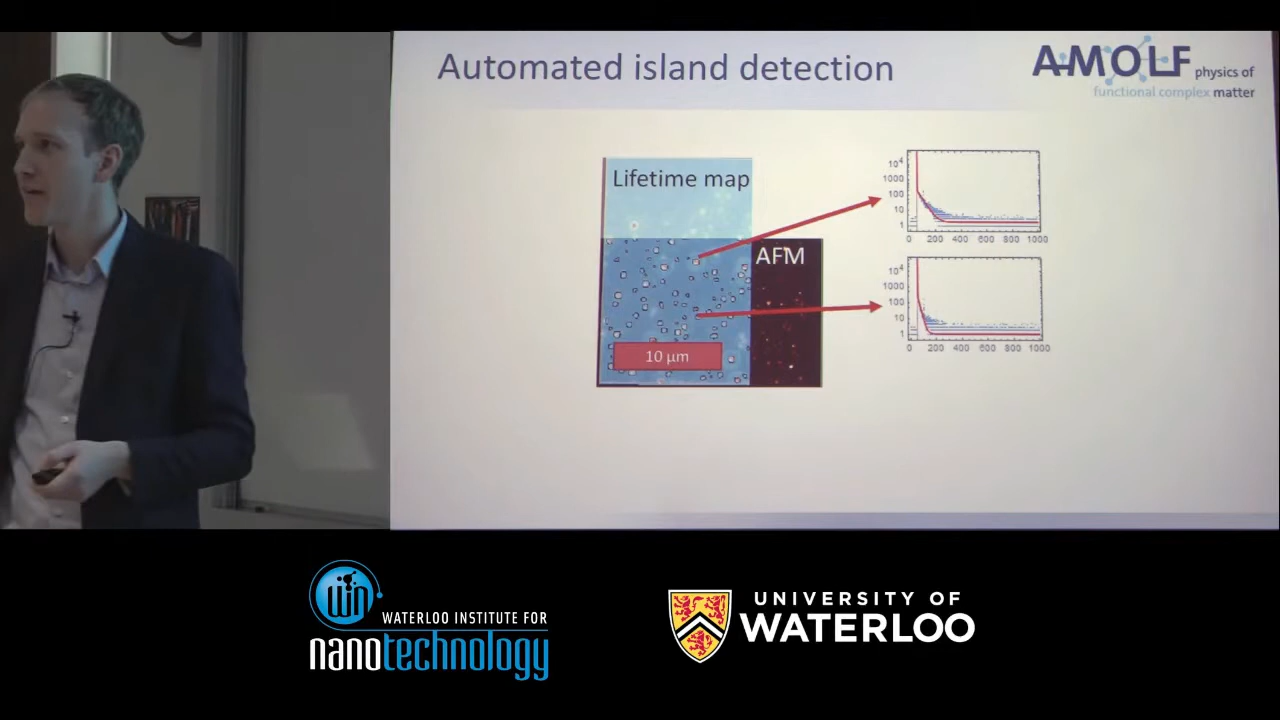 Automated island detection
AMOLF physics of
functional complex matter
Lifetime map
AFM
10 µm
10⁴
1000
100
10
1
0 200 400 600 800 1000
10⁴
1000
100
10
1
0 200 400 600 800 1000
WATERLOO INSTITUTE FOR
nanotechnology
UNIVERSITY OF
WATERLOO